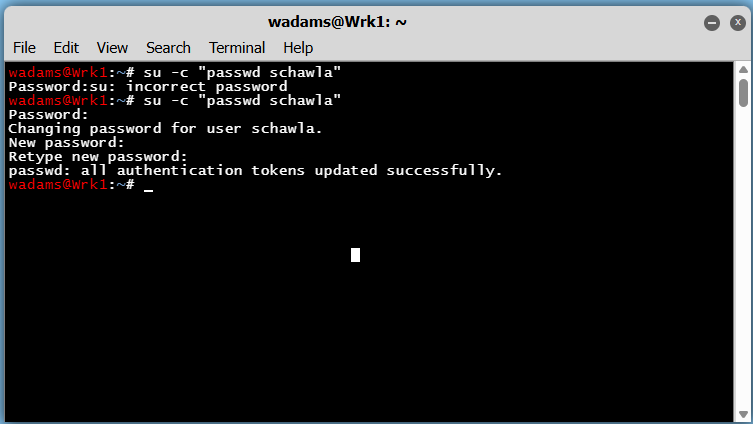 wadams@Wrk1: ~
File Edit View Search Terminal Help
wadams@Wrk1:~# su -c "passwd schawla"
Password:su: incorrect password
wadams@Wrk1:~# su -c "passwd schawla"
Password:
Changing password for user schawla.
New password:
Retype new password:
passwd: all authentication tokens updated successfully.
wadams@Wrk1:~# _